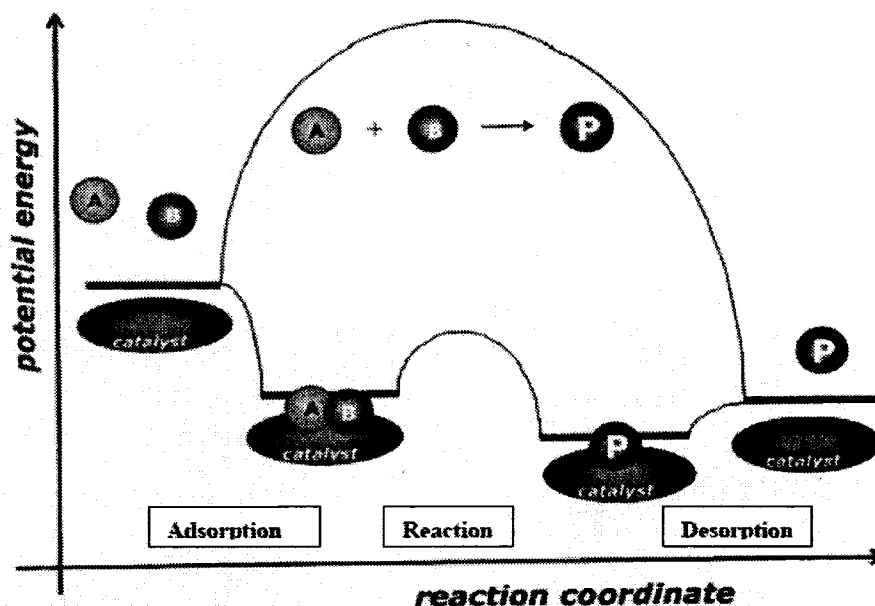 potential energy
A + B → P
A
B
catalyst
A B
catalyst
P
catalyst
P
catalyst
Adsorption
Reaction
Desorption
reaction coordinate